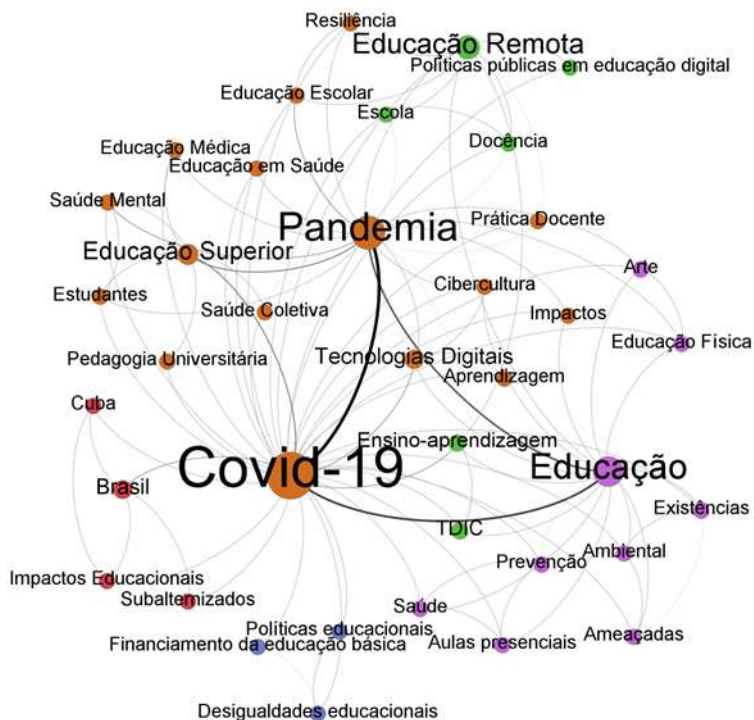 Resiliência
Educação Remota
Políticas públicas em educação digital
Educação Escolar
Escola
Docência
Educação Médica
Educação em Saúde
Saúde Mental
Pandemia
Prática Docente
Educação Superior
Arte
Cibercultura
Estudantes
Saúde Coletiva
Impactos
Educação Física
Pedagogia Universitária
Tecnologias Digitais
Aprendizagem
Cuba
Ensino-aprendizagem
Covid-19
Educação
Brasil
Existências
TDIC
Prevenção
Ambiental
Impactos Educacionais
Subalternizados
Saúde
Políticas educacionais
Aulas presenciais
Ameaçadas
Financiamento da educação básica
Desigualdades educacionais